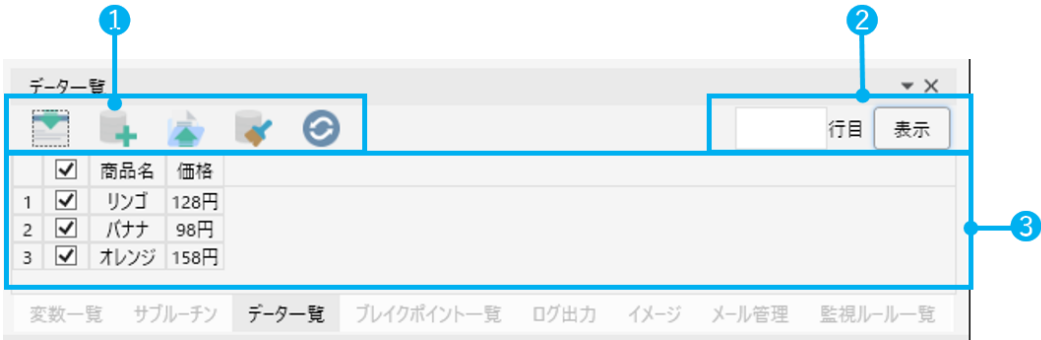 1
2
データ一覧
行目 表示
商品名 価格
1 リンゴ 128円
2 バナナ 98円
3 オレンジ 158円
3
変数一覧 サブルーチン データ一覧 ブレイクポイント一覧 ログ出力 イメージ メール管理 監視ルール一覧